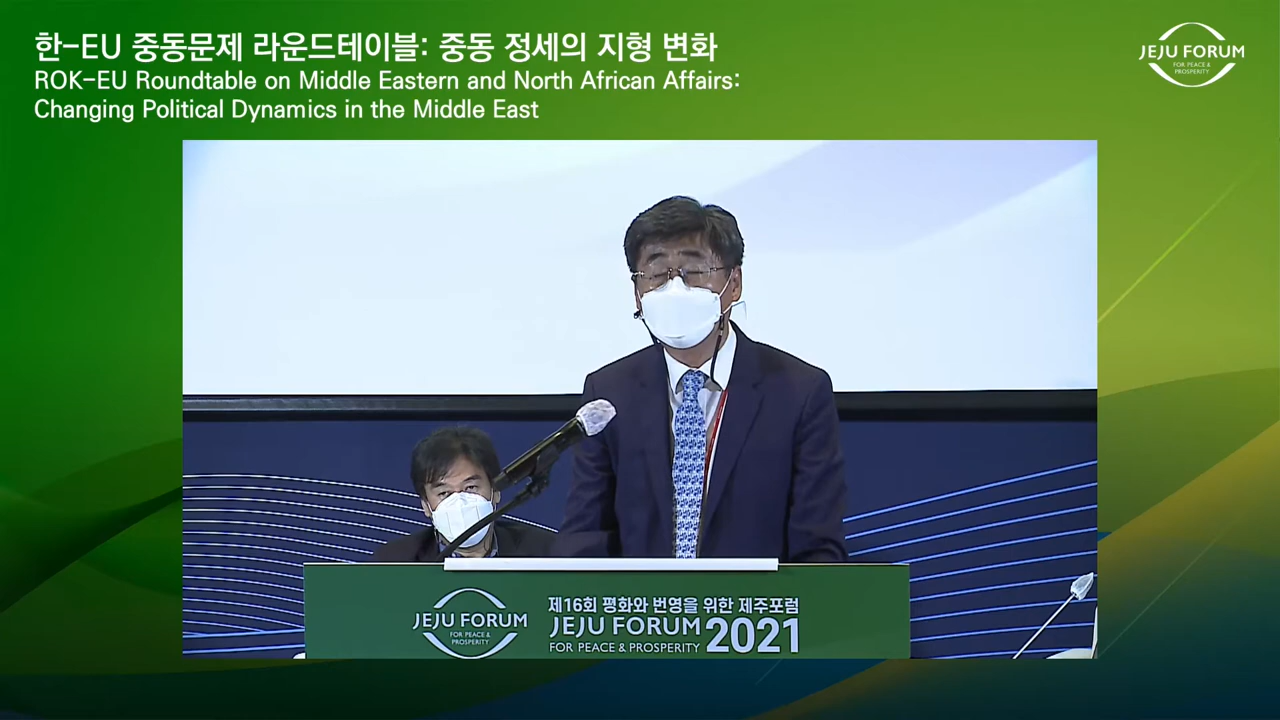 한-EU 중동문제 라운드테이블: 중동 정세의 지형 변화
ROK-EU Roundtable on Middle Eastern and North African Affairs:
Changing Political Dynamics in the Middle East
JEJU FORUM
FOR PEACE &
PROSPERITY
JEJU FORUM
FOR PEACE &
PROSPERITY
제16회 평화와 번영을 위한 제주포럼
JEJU FORUM 2021
FOR PEACE & PROSPERITY